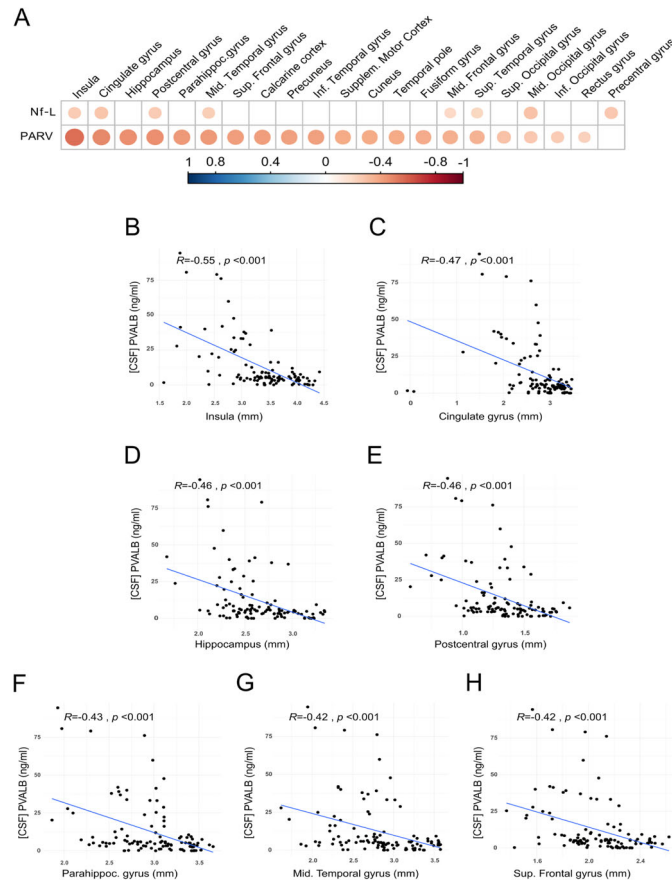 A
Insula
Cingulate gyrus
Hippocampus
Postcentral gyrus
Parahippoc.gyrus
Mid. Temporal gyrus
Sup. Frontal gyrus
Calcarine cortex
Precuneus
Inf. Temporal gyrus
Supplem. Motor Cortex
Cuneus
Temporal pole
Fusiform gyrus
Mid. Frontal gyrus
Sup. Temporal gyrus
Sup. Occipital gyrus
Mid. Occipital gyrus
Inf. Occipital gyrus
Rectus gyrus
Precentral gyrus
Nf-L
PARV
1 0.8 0.4 0 -0.4 -0.8 -1
B
R=-0.55 , p <0.001
[CSF] PVALB (ng/ml)
75
50
25
0
1.5 2.0 2.5 3.0 3.5 4.0 4.5
Insula (mm)
C
R=-0.47 , p <0.001
[CSF] PVALB (ng/ml)
75
50
25
0
0 1 2 3
Cingulate gyrus (mm)
D
R=-0.46 , p <0.001
[CSF] PVALB (ng/ml)
75
50
25
0
2.0 2.5 3.0
Hippocampus (mm)
E
R=-0.46 , p <0.001
[CSF] PVALB (ng/ml)
75
50
25
0
1.0 1.5
Postcentral gyrus (mm)
F
R=-0.43 , p <0.001
[CSF] PVALB (ng/ml)
75
50
25
0
2.0 2.5 3.0 3.5
Parahippoc. gyrus (mm)
G
R=-0.42 , p <0.001
[CSF] PVALB (ng/ml)
75
50
25
0
2.0 2.5 3.0 3.5
Mid. Temporal gyrus (mm)
H
R=-0.42 , p <0.001
[CSF] PVALB (ng/ml)
75
50
25
0
1.6 2.0 2.4
Sup. Frontal gyrus (mm)